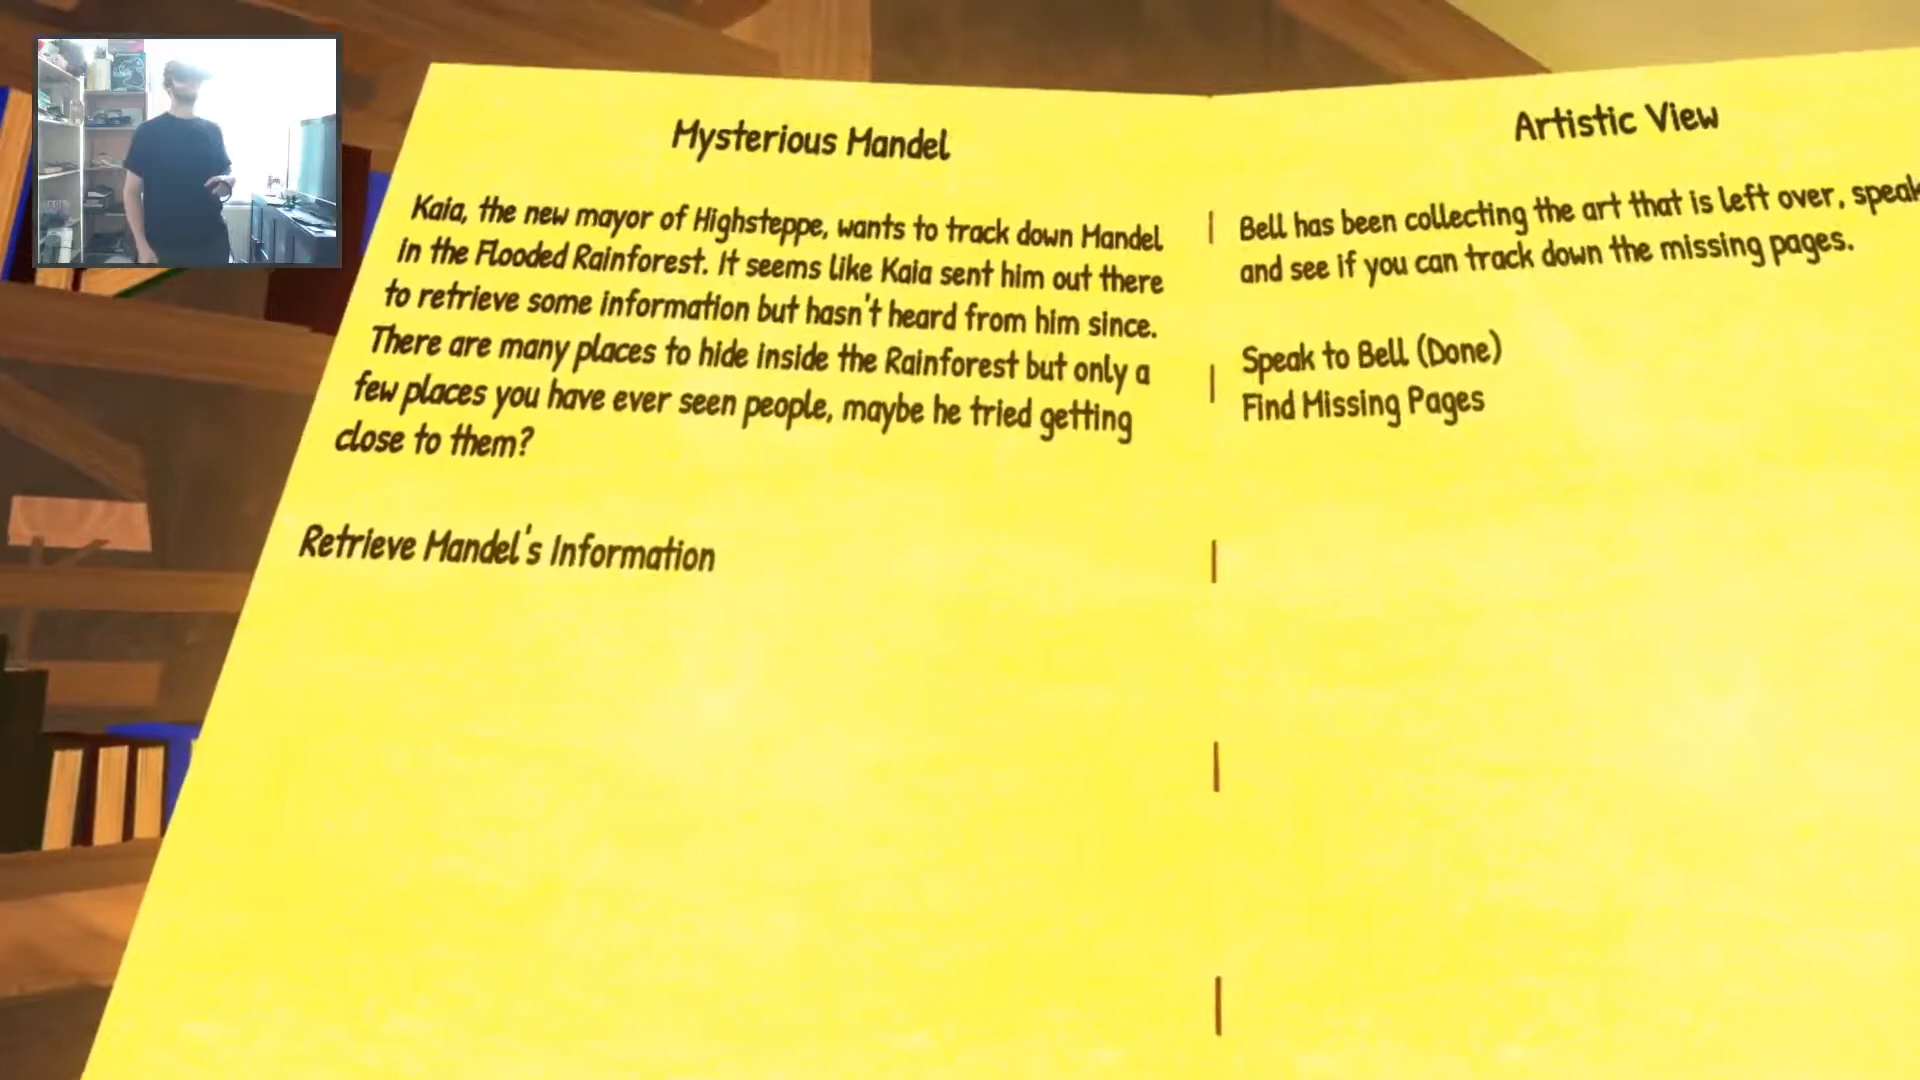 Mysterious Mandel
Kaia, the new mayor of Highsteppe, wants to track down Mandel
in the Flooded Rainforest. It seems like Kaia sent him out there
to retrieve some information but hasn't heard from him since.
There are many places to hide inside the Rainforest but only a
few places you have ever seen people, maybe he tried getting
close to them?
Retrieve Mandel's Information
Artistic View
Bell has been collecting the art that is left over, speak
and see if you can track down the missing pages.
Speak to Bell (Done)
Find Missing Pages